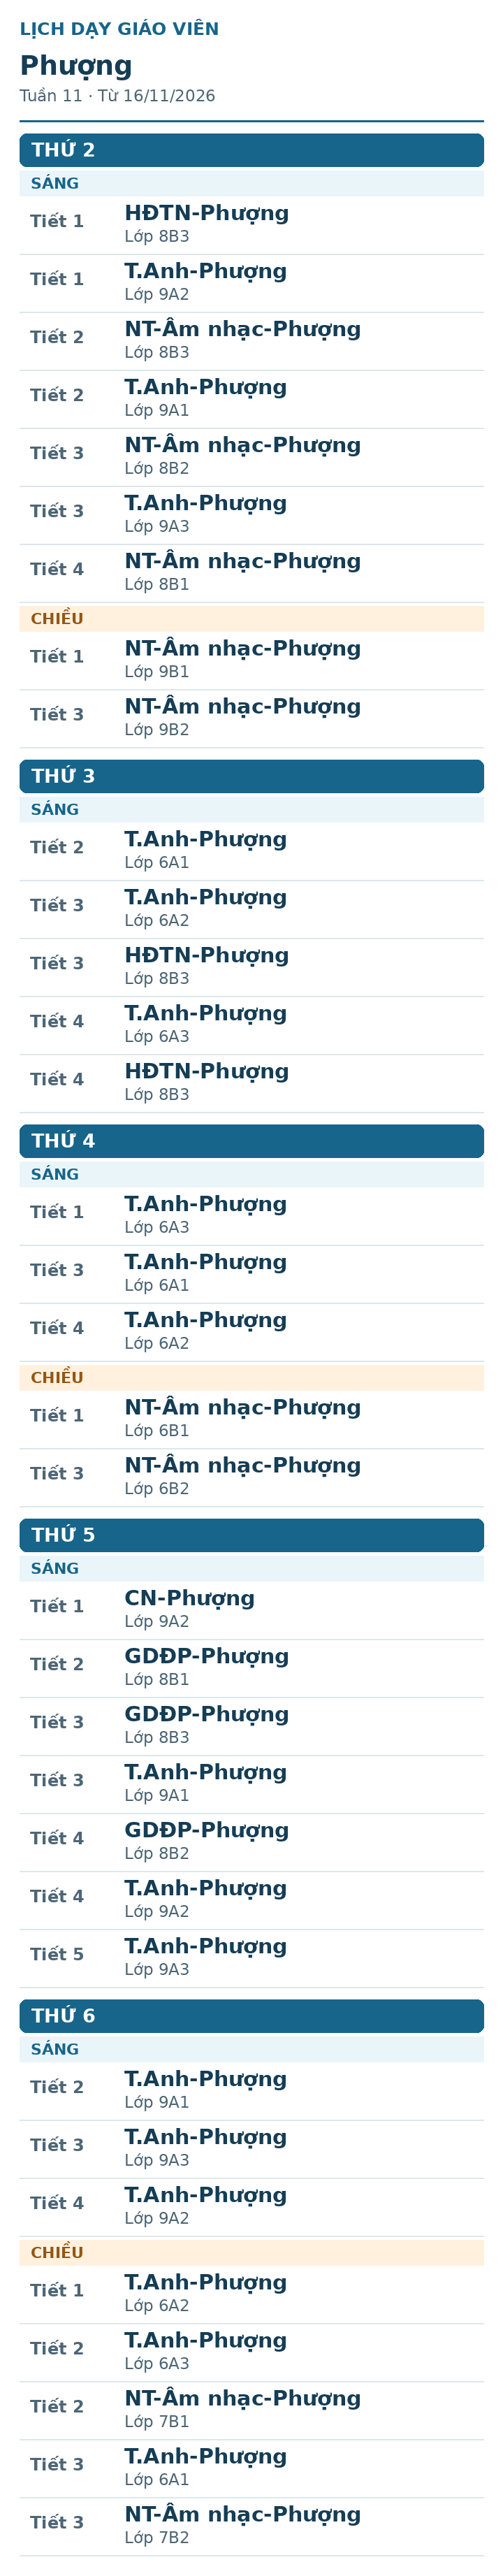 LỊCH DẠY GIÁO VIÊN
Phượng
Tuần 11 · Từ 16/11/2026
THỨ 2
SÁNG
Tiết 1 HĐTN-Phượng
Lớp 8B3
Tiết 1 T.Anh-Phượng
Lớp 9A2
Tiết 2 NT-Âm nhạc-Phượng
Lớp 8B3
Tiết 2 T.Anh-Phượng
Lớp 9A1
Tiết 3 NT-Âm nhạc-Phượng
Lớp 8B2
Tiết 3 T.Anh-Phượng
Lớp 9A3
Tiết 4 NT-Âm nhạc-Phượng
Lớp 8B1
CHIỀU
Tiết 1 NT-Âm nhạc-Phượng
Lớp 9B1
Tiết 3 NT-Âm nhạc-Phượng
Lớp 9B2
THỨ 3
SÁNG
Tiết 2 T.Anh-Phượng
Lớp 6A1
Tiết 3 T.Anh-Phượng
Lớp 6A2
Tiết 3 HĐTN-Phượng
Lớp 8B3
Tiết 4 T.Anh-Phượng
Lớp 6A3
Tiết 4 HĐTN-Phượng
Lớp 8B3
THỨ 4
SÁNG
Tiết 1 T.Anh-Phượng
Lớp 6A3
Tiết 3 T.Anh-Phượng
Lớp 6A1
Tiết 4 T.Anh-Phượng
Lớp 6A2
CHIỀU
Tiết 1 NT-Âm nhạc-Phượng
Lớp 6B1
Tiết 3 NT-Âm nhạc-Phượng
Lớp 6B2
THỨ 5
SÁNG
Tiết 1 CN-Phượng
Lớp 9A2
Tiết 2 GDĐP-Phượng
Lớp 8B1
Tiết 3 GDĐP-Phượng
Lớp 8B3
Tiết 3 T.Anh-Phượng
Lớp 9A1
Tiết 4 GDĐP-Phượng
Lớp 8B2
Tiết 4 T.Anh-Phượng
Lớp 9A2
Tiết 5 T.Anh-Phượng
Lớp 9A3
THỨ 6
SÁNG
Tiết 2 T.Anh-Phượng
Lớp 9A1
Tiết 3 T.Anh-Phượng
Lớp 9A3
Tiết 4 T.Anh-Phượng
Lớp 9A2
CHIỀU
Tiết 1 T.Anh-Phượng
Lớp 6A2
Tiết 2 T.Anh-Phượng
Lớp 6A3
Tiết 2 NT-Âm nhạc-Phượng
Lớp 7B1
Tiết 3 T.Anh-Phượng
Lớp 6A1
Tiết 3 NT-Âm nhạc-Phượng
Lớp 7B2